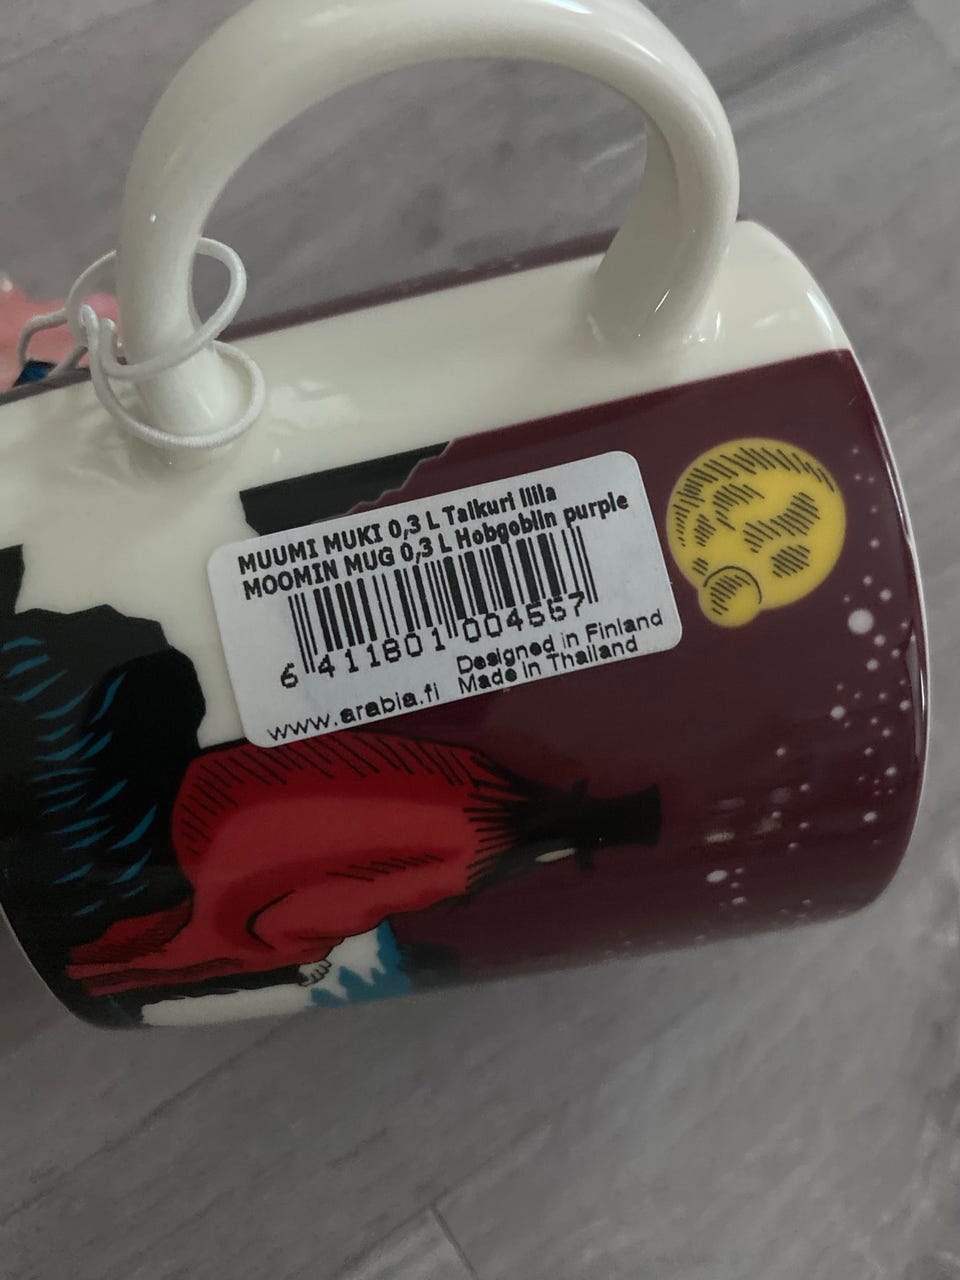 MUUMI MUKI 0,3 L Taikuri liila
MOOMIN MUG 0,3 L Hobgoblin purple
6 411801 004567
Designed in Finland
www.arabia.fi Made in Thailand